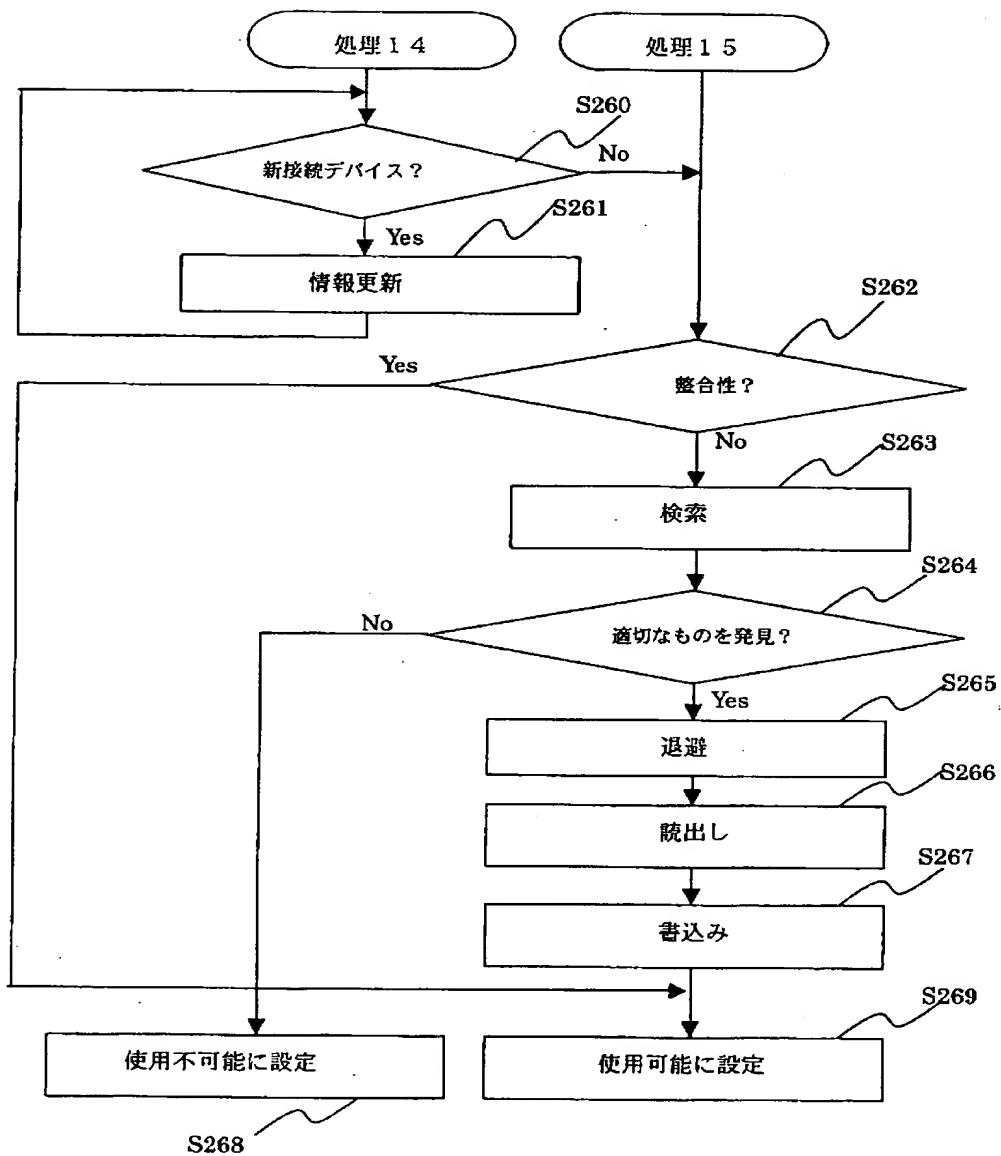 処理１４
処理１５
S260
新接続デバイス？
No
S261
Yes
情報更新
S262
Yes
整合性？
No
S263
検索
S264
No
適切なものを発見？
S265
Yes
退避
S266
読出し
S267
書込み
S269
使用不可能に設定
使用可能に設定
S268